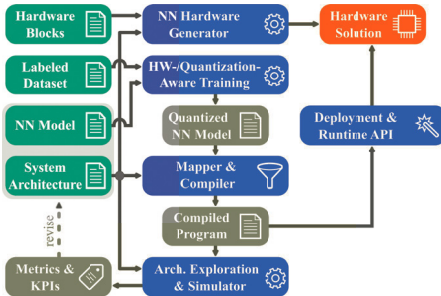 Hardware
Blocks
NN Hardware
Generator
Hardware
Solution
Labeled
Dataset
HW-/Quantization-
Aware Training
NN Model
Quantized
NN Model
Deployment &
Runtime API
System
Architecture
Mapper &
Compiler
revise
Compiled
Program
Metrics &
KPIs
Arch. Exploration
& Simulator